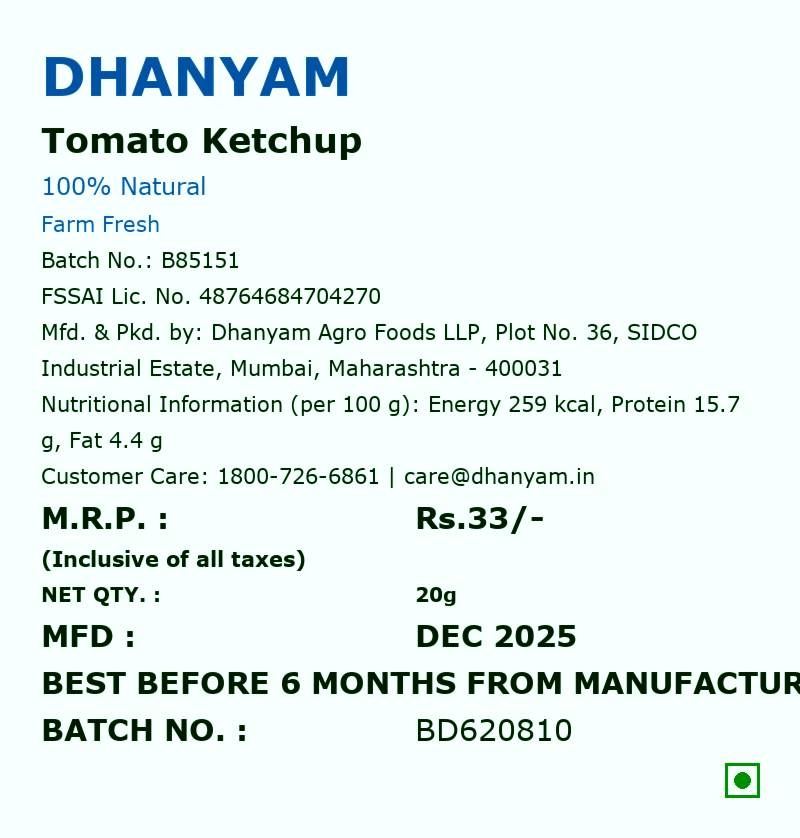 DHANYAM
Tomato Ketchup
100% Natural
Farm Fresh
Batch No.: B85151
FSSAI Lic. No. 48764684704270
Mfd. & Pkd. by: Dhanyam Agro Foods LLP, Plot No. 36, SIDCO
Industrial Estate, Mumbai, Maharashtra - 400031
Nutritional Information (per 100 g): Energy 259 kcal, Protein 15.7
g, Fat 4.4 g
Customer Care: 1800-726-6861 | care@dhanyam.in
M.R.P. : Rs.33/-
(Inclusive of all taxes)
NET QTY. : 20g
MFD : DEC 2025
BEST BEFORE 6 MONTHS FROM MANUFACTUR
BATCH NO. : BD620810